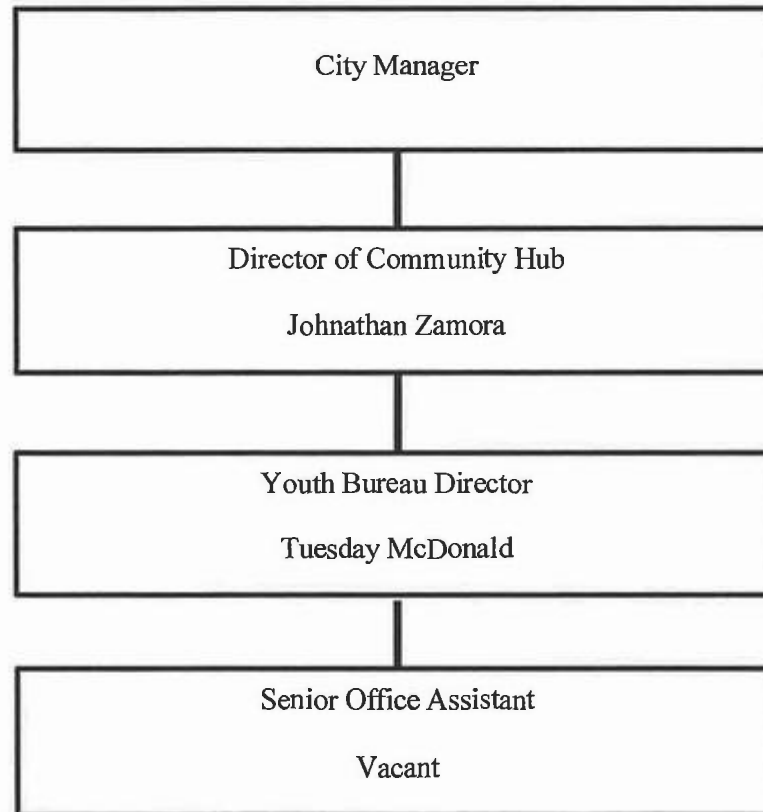 City Manager
Director of Community Hub
Johnathan Zamora
Youth Bureau Director
Tuesday McDonald
Senior Office Assistant
Vacant